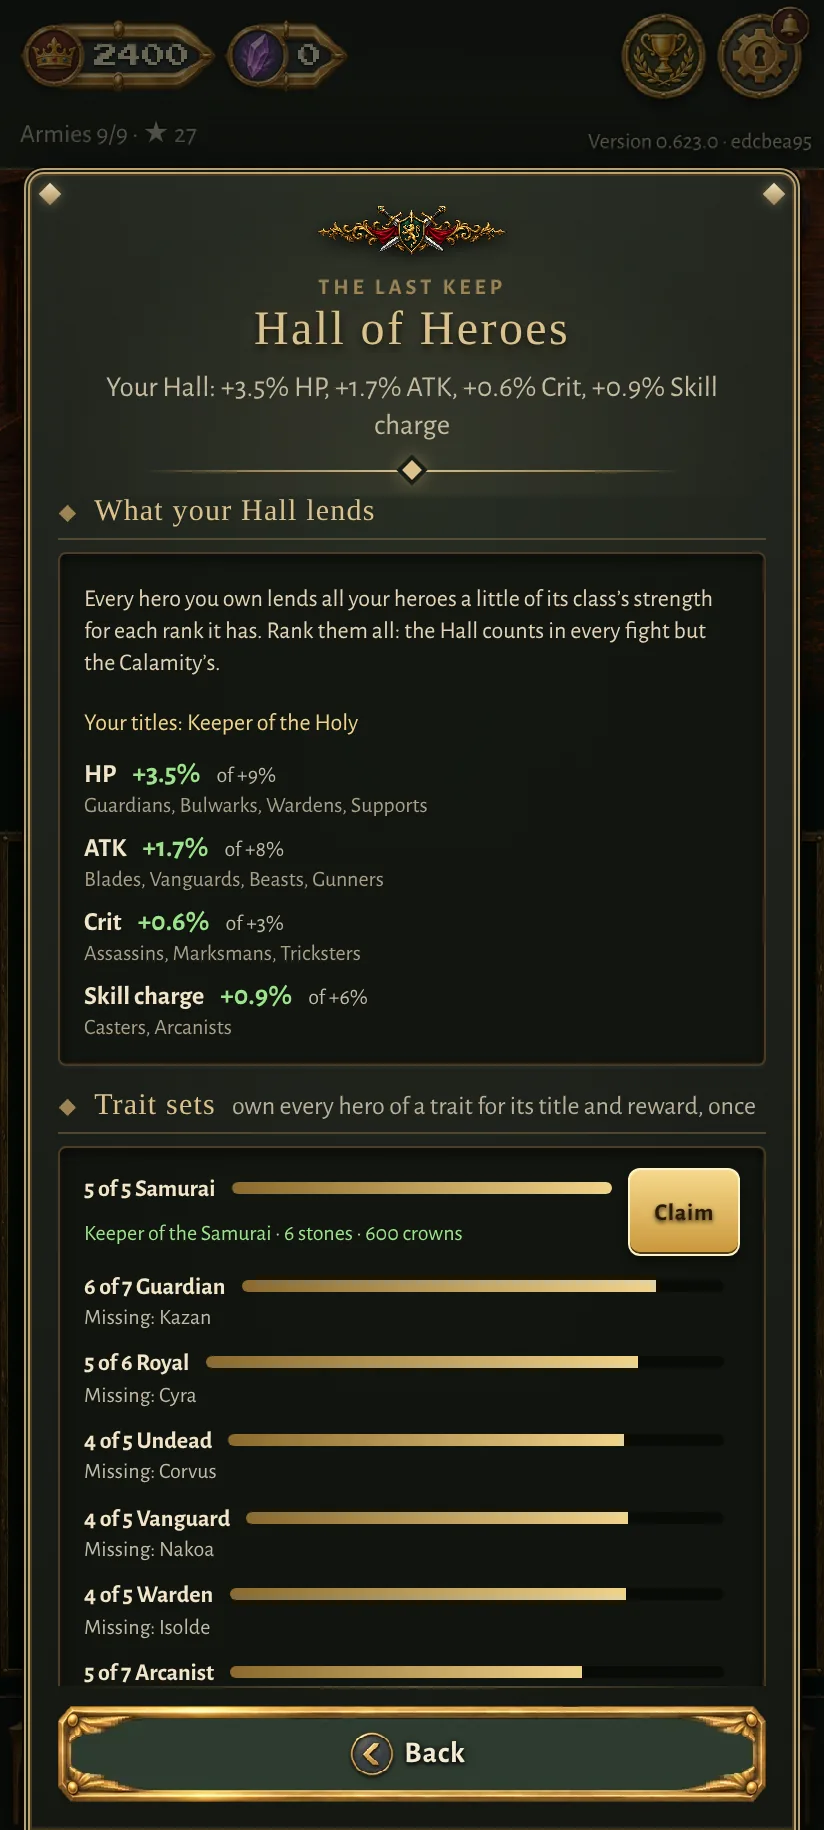 2400
0
Armies 9/9 · ★ 27
Version 0.623.0 · edcbea95
THE LAST KEEP
Hall of Heroes
Your Hall: +3.5% HP, +1.7% ATK, +0.6% Crit, +0.9% Skill
charge
What your Hall lends
Every hero you own lends all your heroes a little of its class’s strength
for each rank it has. Rank them all: the Hall counts in every fight but
the Calamity’s.
Your titles: Keeper of the Holy
HP +3.5% of +9%
Guardians, Bulwarks, Wardens, Supports
ATK +1.7% of +8%
Blades, Vanguards, Beasts, Gunners
Crit +0.6% of +3%
Assassins, Marksmans, Tricksters
Skill charge +0.9% of +6%
Casters, Arcanists
Trait sets own every hero of a trait for its title and reward, once
5 of 5 Samurai
Claim
Keeper of the Samurai · 6 stones · 600 crowns
6 of 7 Guardian
Missing: Kazan
5 of 6 Royal
Missing: Cyra
4 of 5 Undead
Missing: Corvus
4 of 5 Vanguard
Missing: Nakoa
4 of 5 Warden
Missing: Isolde
5 of 7 Arcanist
Back